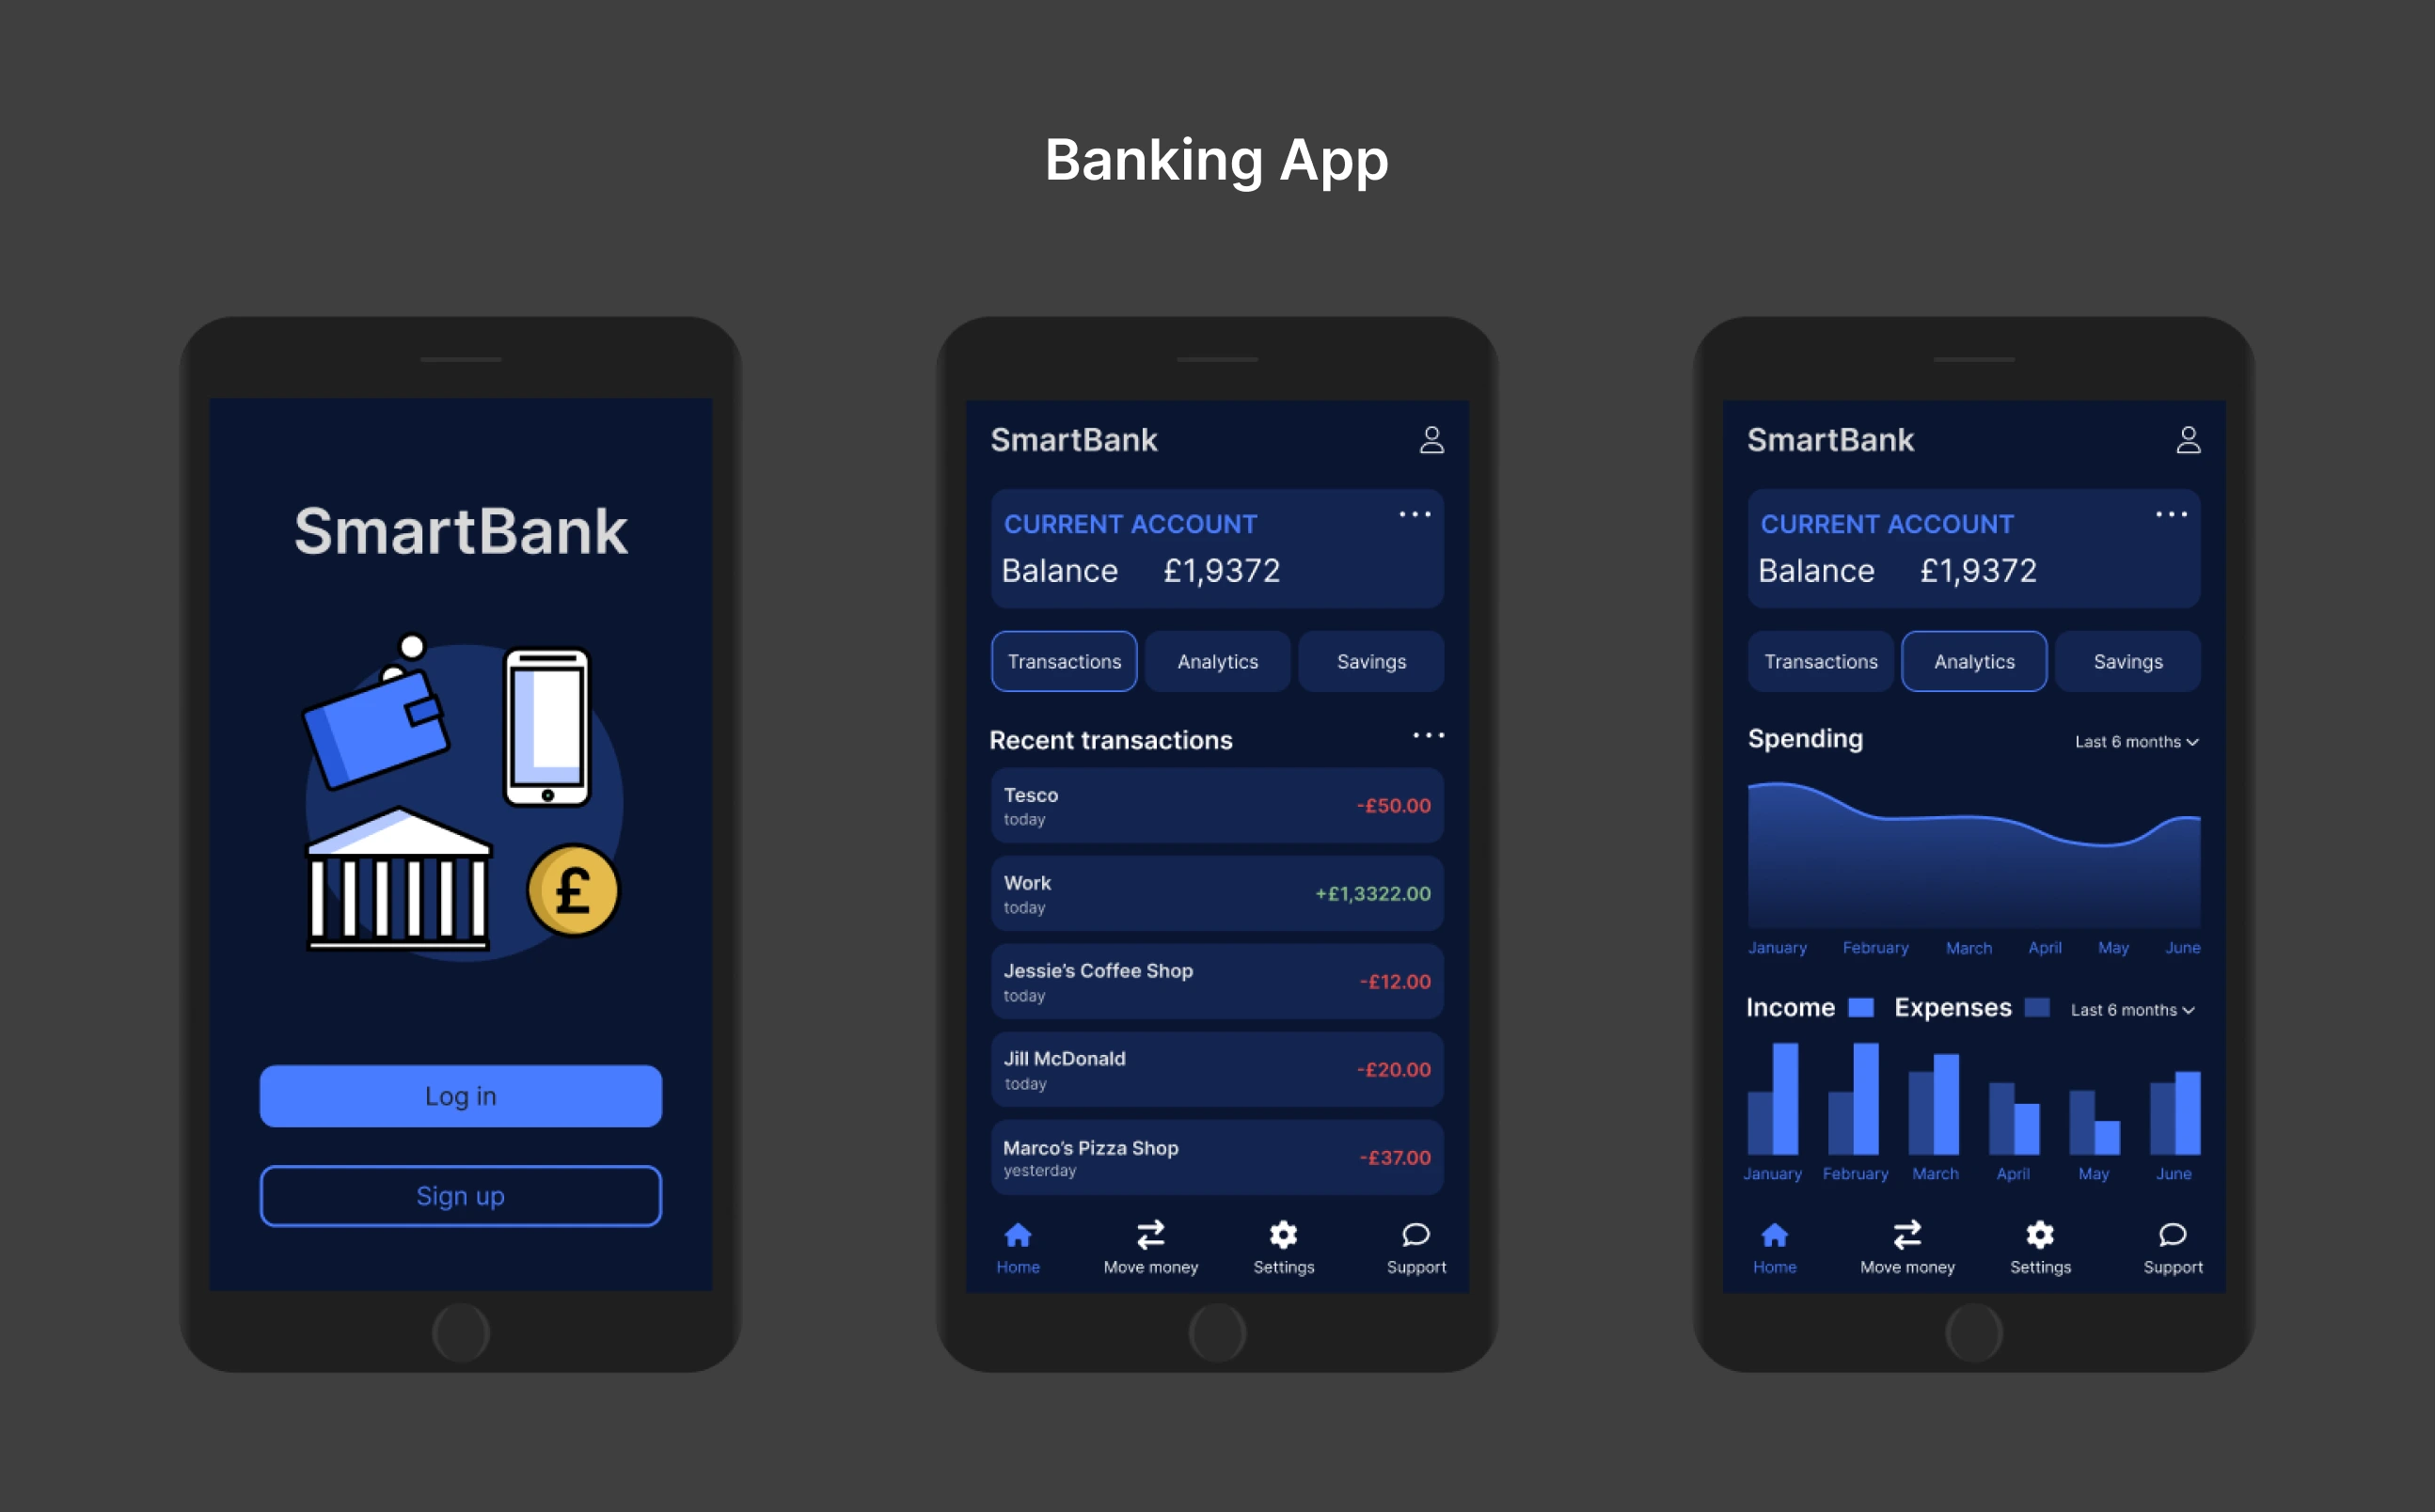 Banking App
SmartBank
£
Log in
Sign up
SmartBank
CURRENT ACCOUNT
Balance £1,9372
Transactions Analytics Savings
Recent transactions
Tesco
today
-£50.00
Work
today
+£1,3322.00
Jessie's Coffee Shop
today
-£12.00
Jill McDonald
today
-£20.00
Marco's Pizza Shop
yesterday
-£37.00
Home Move money Settings Support
SmartBank
CURRENT ACCOUNT
Balance £1,9372
Transactions Analytics Savings
Spending Last 6 months
January February March April May June
Income Expenses Last 6 months
January February March April May June
Home Move money Settings Support